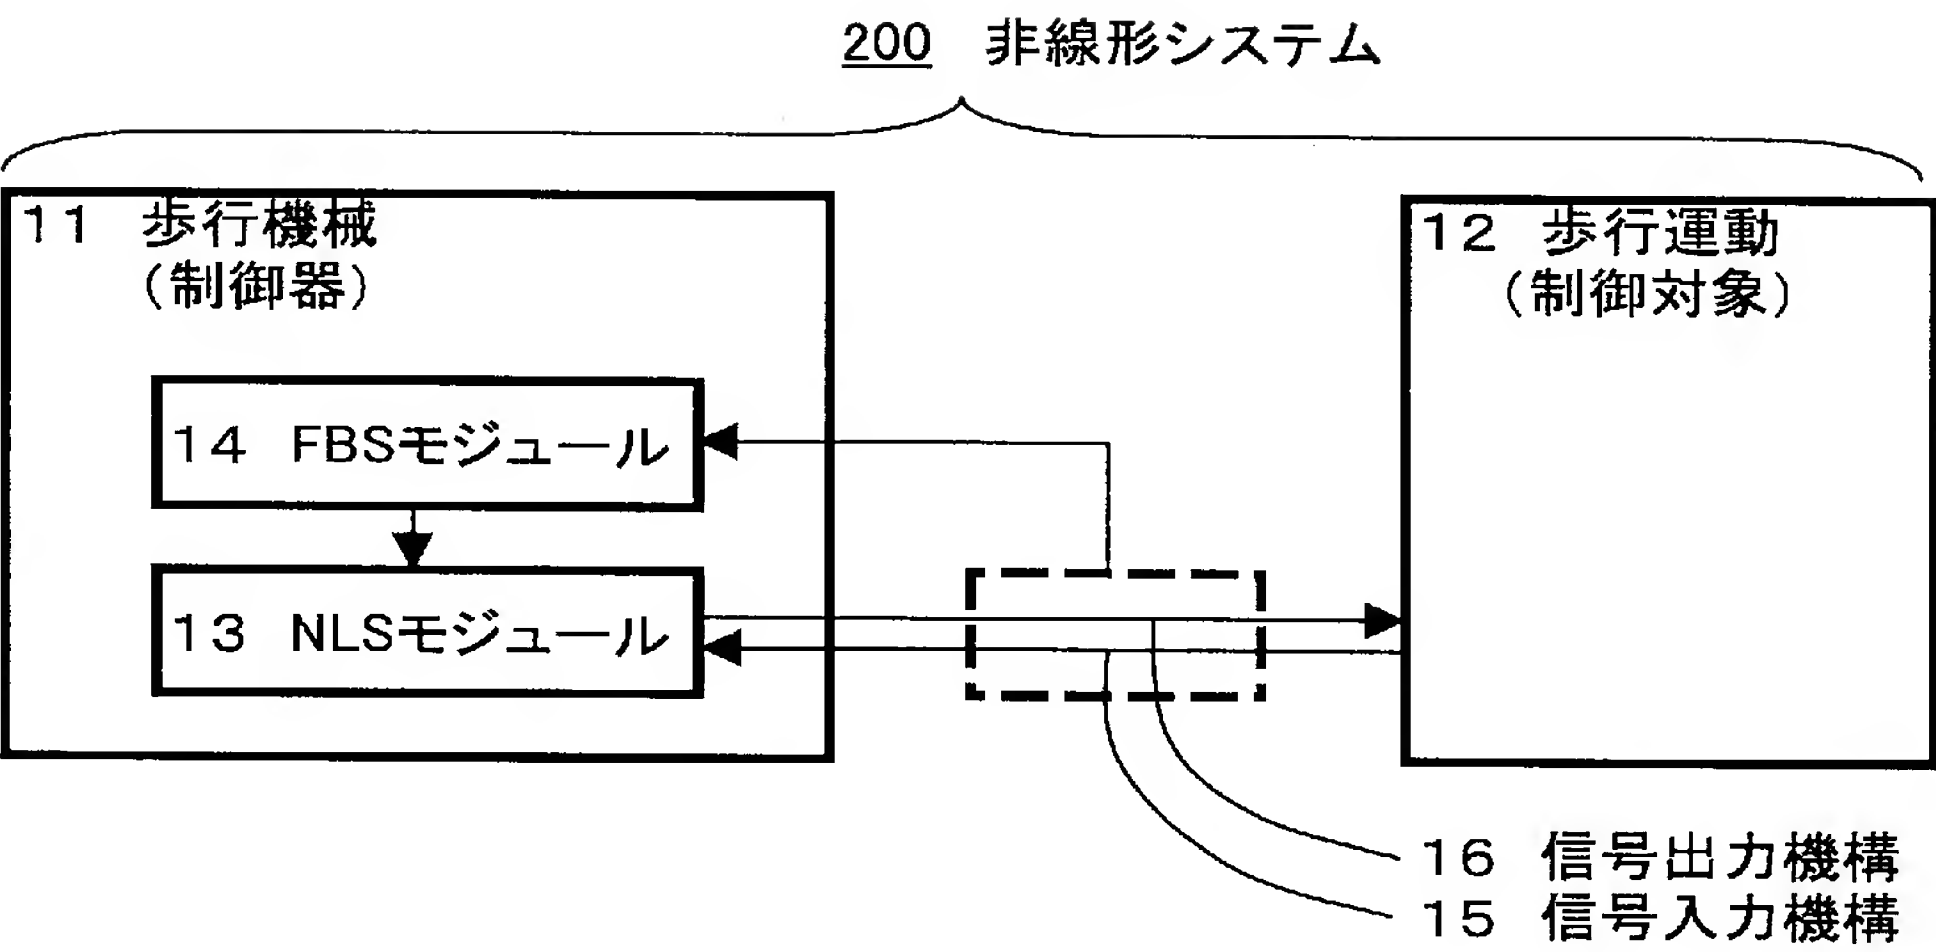 200 非線形システム
11 歩行機械
(制御器)
12 歩行運動
(制御対象)
14 FBSモジュール
13 NLSモジュール
16 信号出力機構
15 信号入力機構